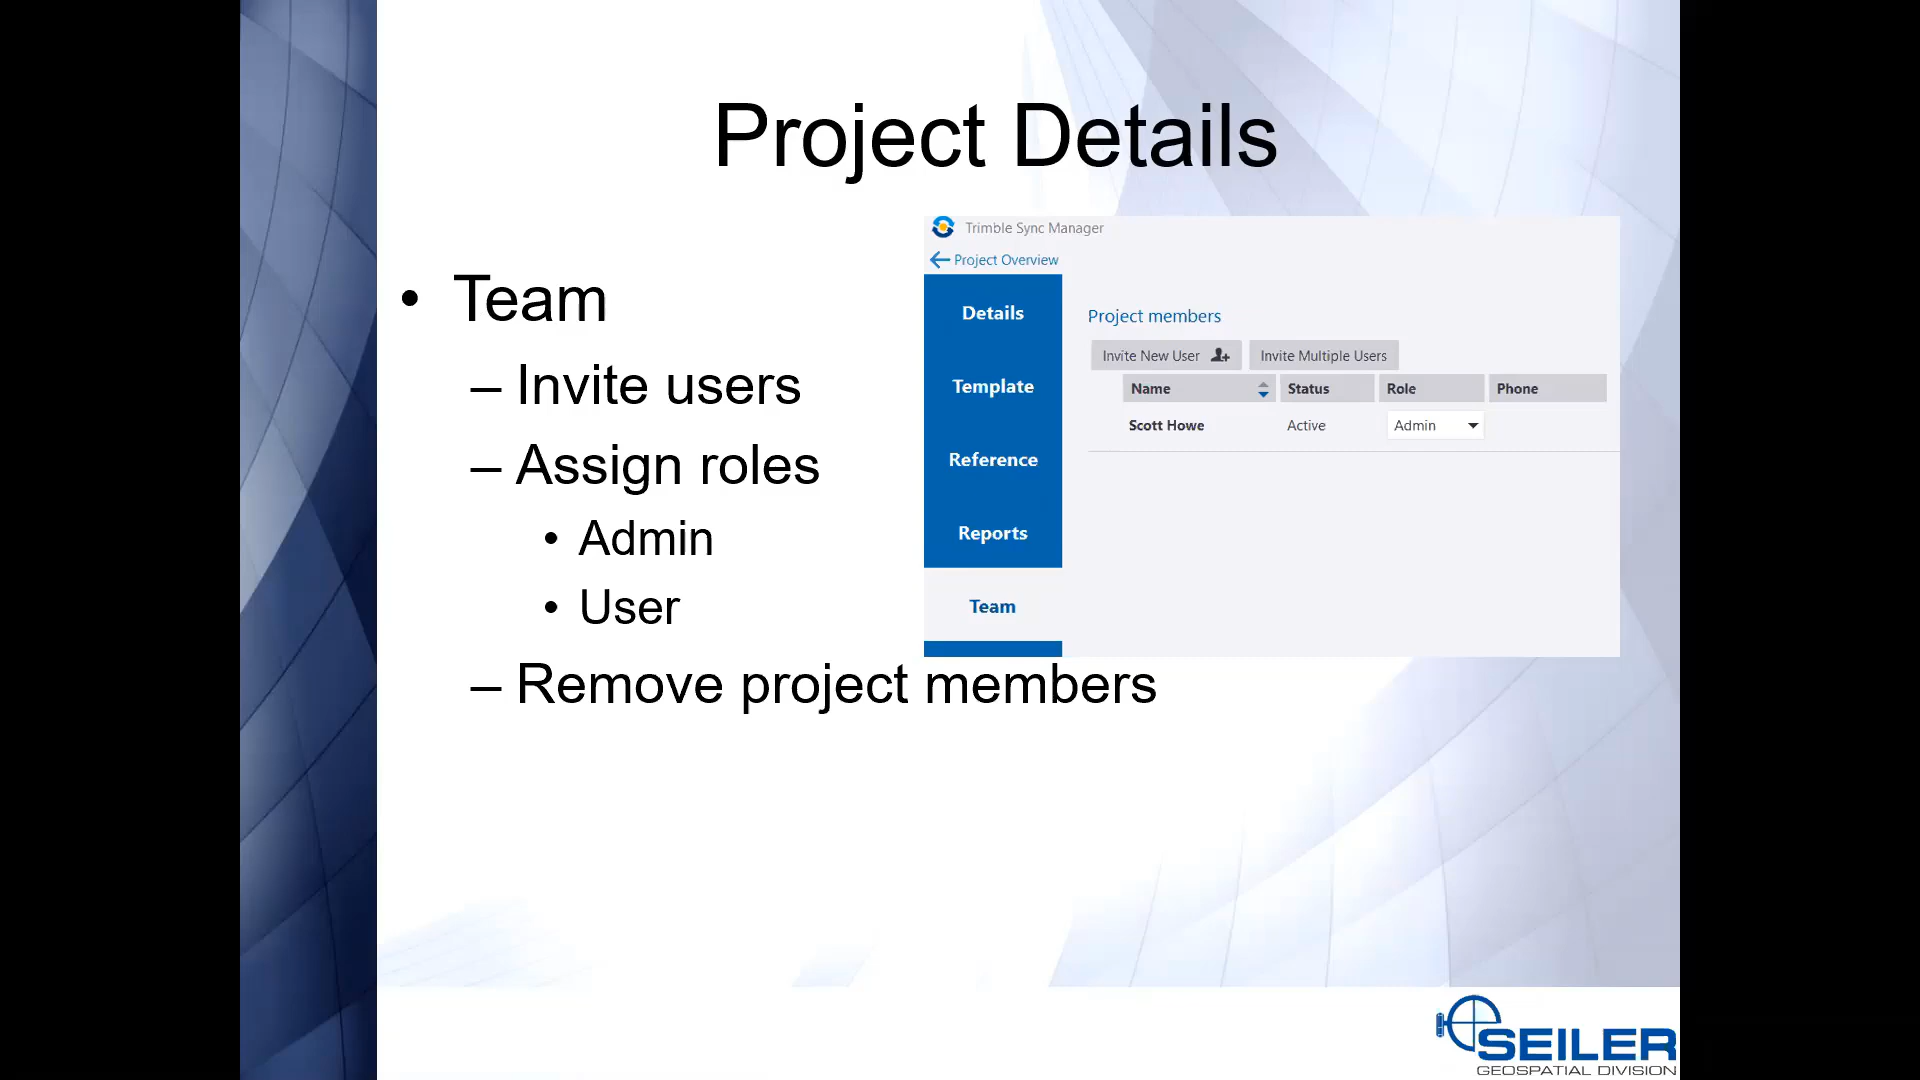 Project Details
• Team
– Invite users
– Assign roles
• Admin
• User
– Remove project members
Trimble Sync Manager
Project Overview
Details
Template
Reference
Reports
Team
Project members
Invite New User
Invite Multiple Users
Name Status Role Phone
Scott Howe Active Admin
SEILER
GEOSPATIAL DIVISION